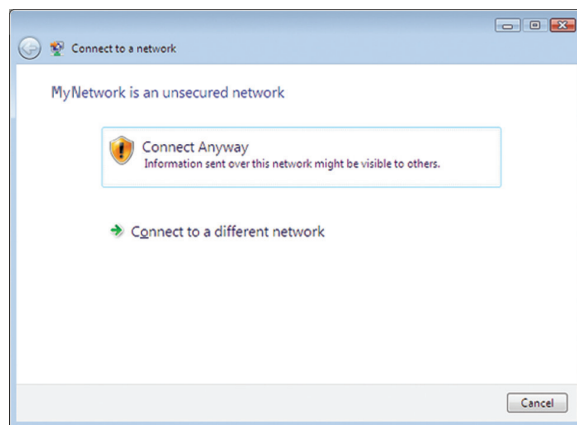 Connect to a network
MyNetwork is an unsecured network
Connect Anyway
Information sent over this network might be visible to others.
Connect to a different network
Cancel